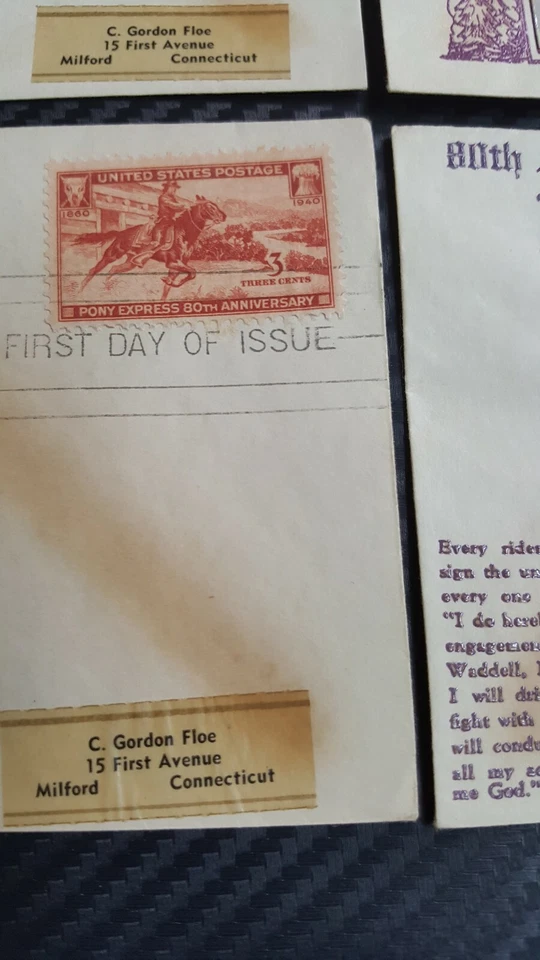 C. Gordon Floe
15 First Avenue
Milford Connecticut
UNITED STATES POSTAGE
1860 1940
3
THREE CENTS
PONY EXPRESS 80TH ANNIVERSARY
FIRST DAY OF ISSUE
C. Gordon Floe
15 First Avenue
Milford Connecticut
80th
Every rider
sign the
every one
"I do
Waddell,
I will
fight with
will
all my
me God."